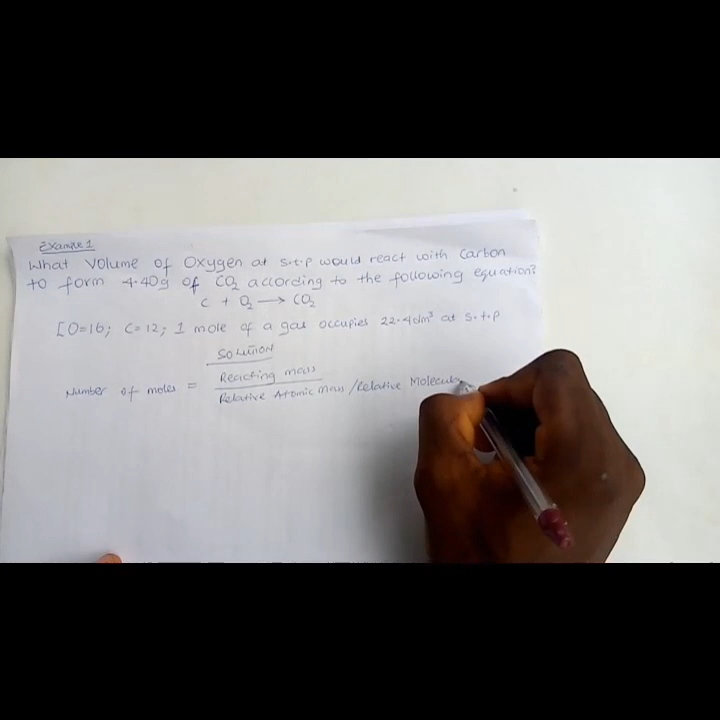 Example 1
What Volume of Oxygen at s.t.p would react with Carbon
to form 4.40g of CO₂ according to the following equation?
C + O₂ → CO₂
[O=16; C=12; 1 mole of a gas occupies 22.4dm³ at s.t.p
SOLUTION
Number of moles = Reacting mass
Relative Atomic Mass /Relative Molecular